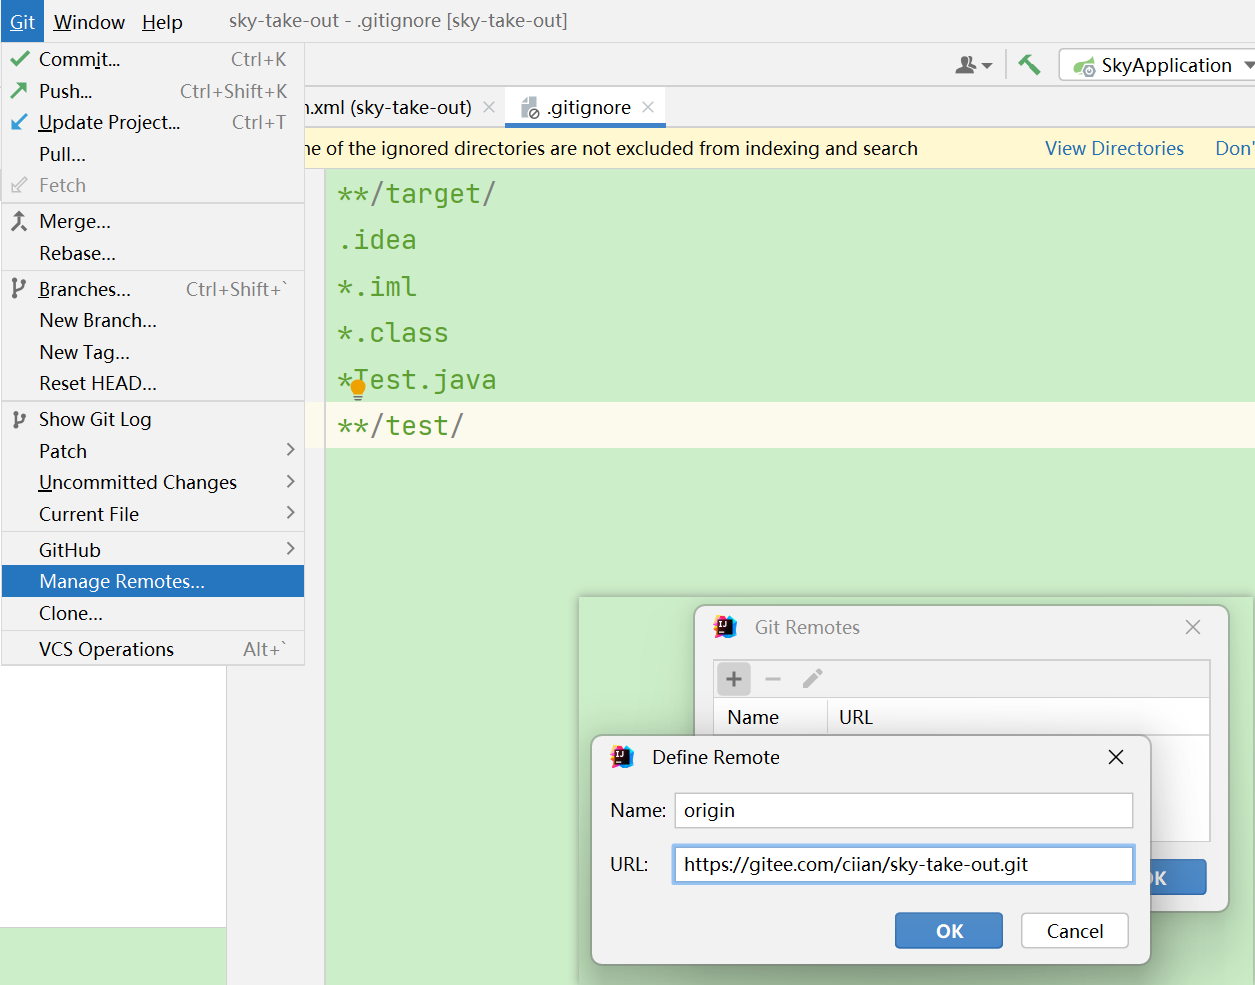 Git Window Help sky-take-out - .gitignore [sky-take-out]
Commit... Ctrl+K
Push... Ctrl+Shift+K
Update Project... Ctrl+T
Pull...
Fetch
Merge...
Rebase...
Branches... Ctrl+Shift+`
New Branch...
New Tag...
Reset HEAD...
Show Git Log
Patch
Uncommitted Changes
Current File
GitHub
Manage Remotes...
Clone...
VCS Operations Alt+`
SkyApplication
.xml (sky-take-out) .gitignore
of the ignored directories are not excluded from indexing and search View Directories Don'
**/target/
.idea
*.iml
*.class
*Test.java
**/test/
Git Remotes
Name URL
OK
Define Remote
Name: origin
URL: https://gitee.com/ciian/sky-take-out.git
OK Cancel